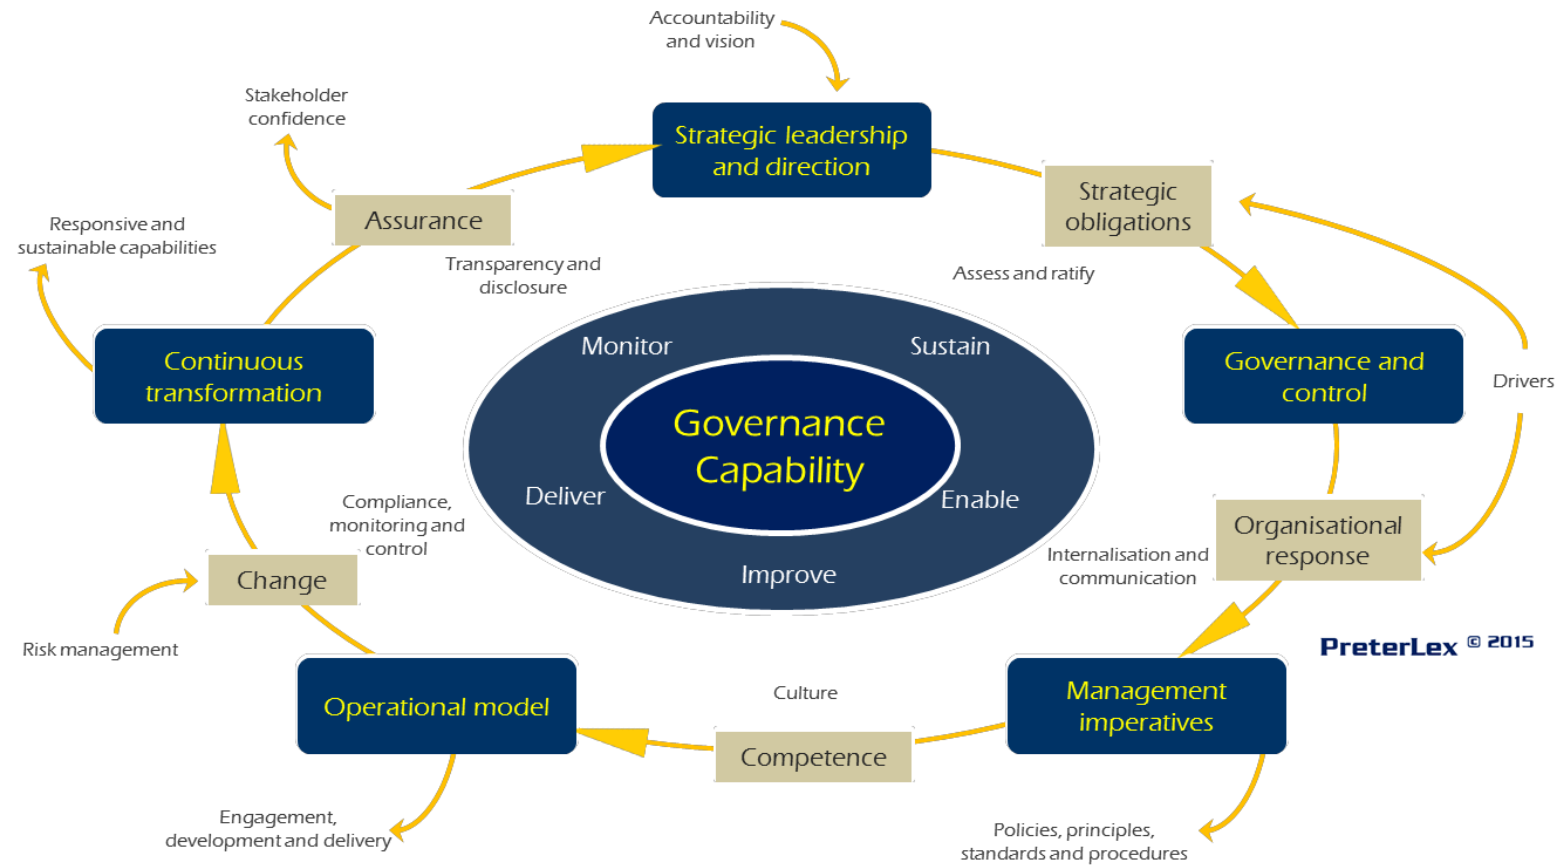 Accountability
and vision
Stakeholder
confidence
Strategic leadership
and direction
Strategic
obligations
Assurance
Responsive and
sustainable capabilities
Transparency and
disclosure
Assess and ratify
Monitor
Sustain
Continuous
transformation
Governance and
control
Drivers
Governance
Capability
Deliver
Enable
Compliance,
monitoring and
control
Organisational
response
Internalisation and
communication
Improve
Change
Risk management
PreterLex © 2015
Operational model
Culture
Management
imperatives
Competence
Engagement,
development and delivery
Policies, principles,
standards and procedures